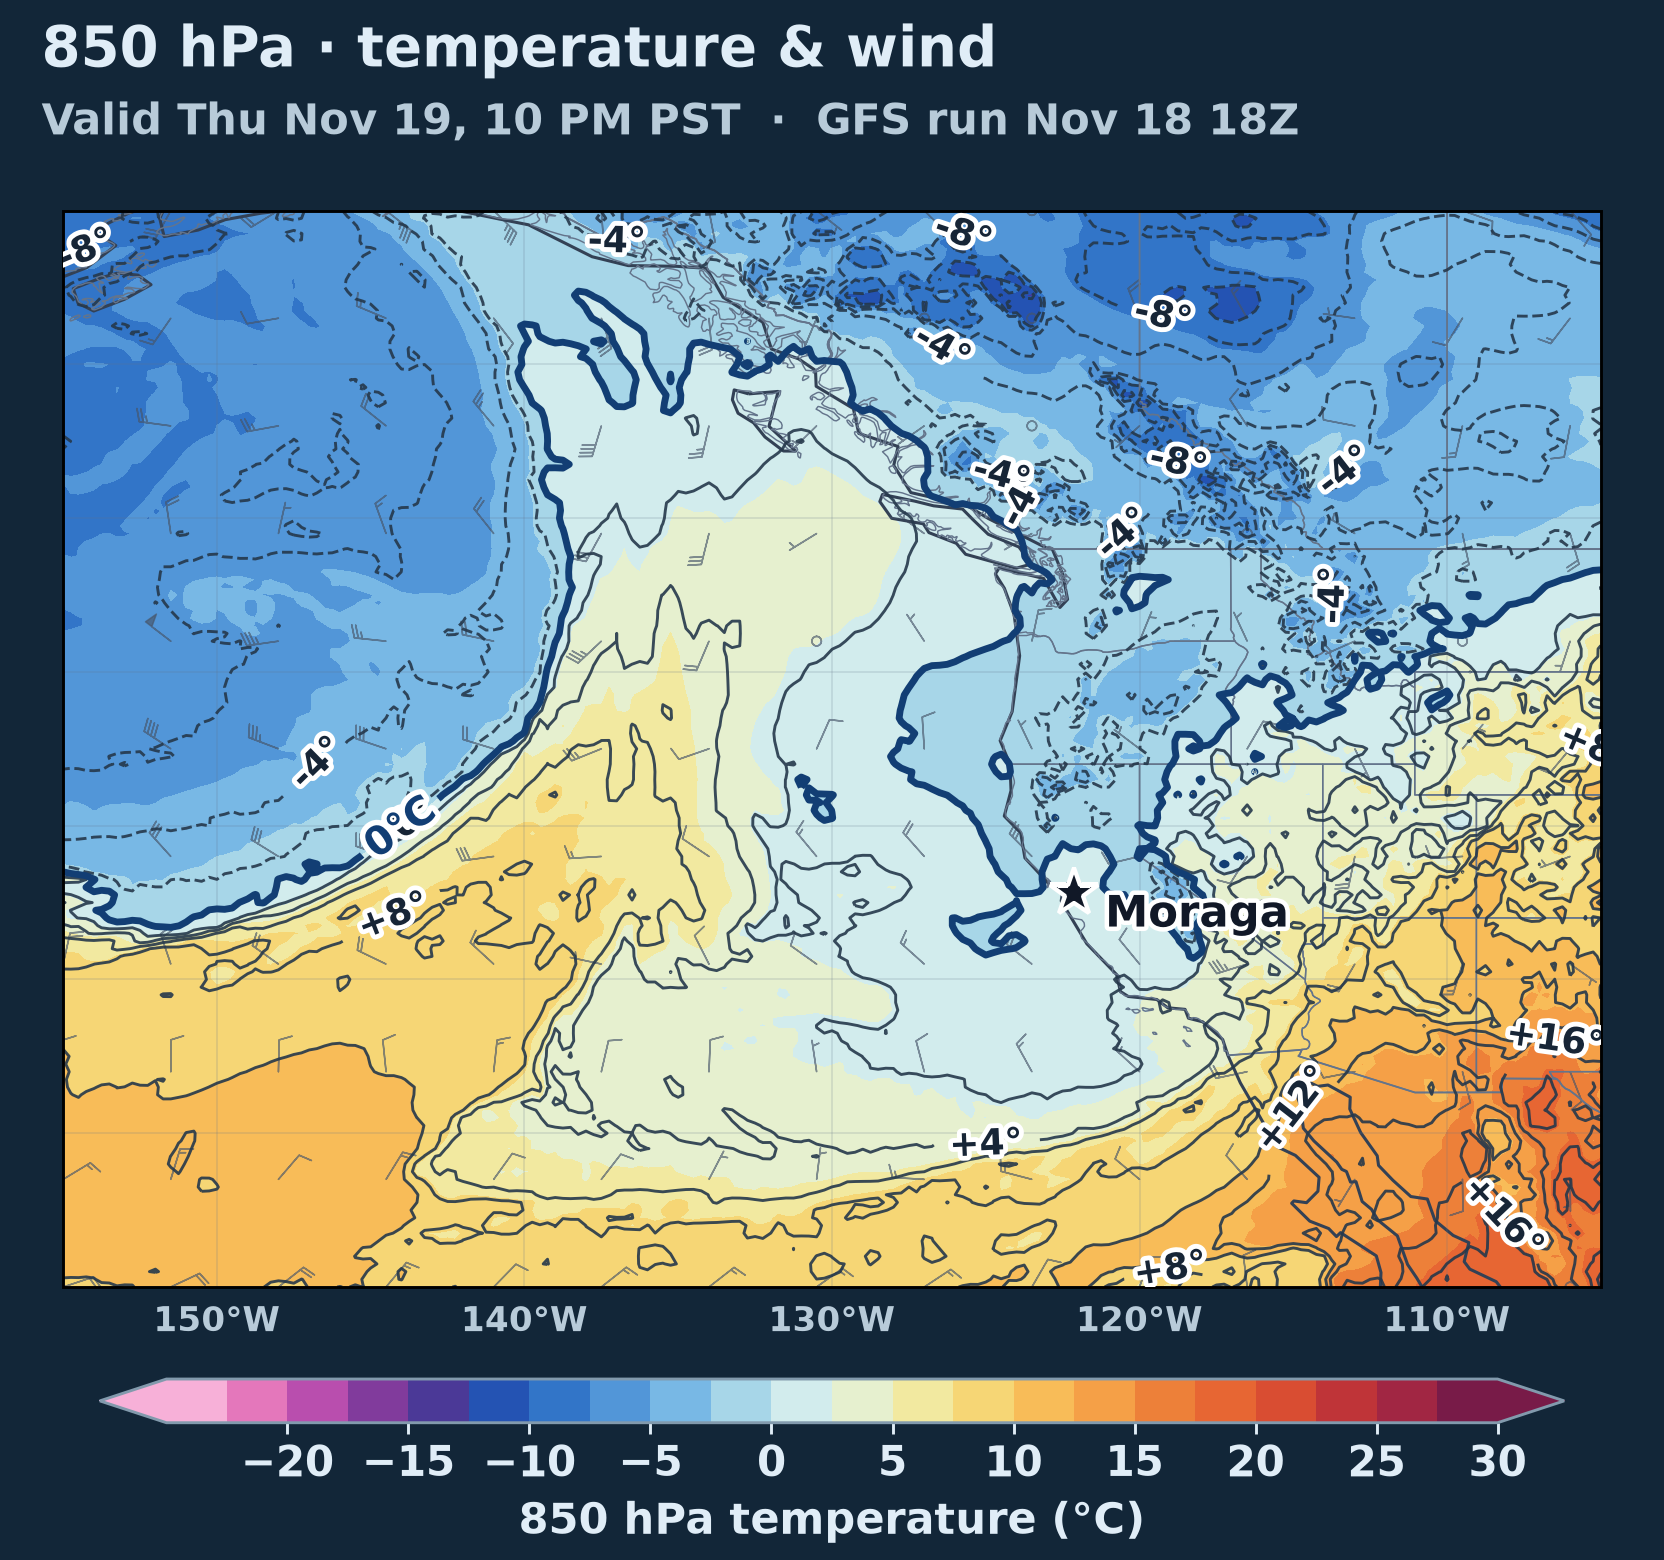 850 hPa · temperature & wind
Valid Thu Nov 19, 10 PM PST · GFS run Nov 18 18Z
-8°
-4°
-8°
-8°
-4°
-8°
-4°
-4°
-4°
-4°
-4°
+8
-4°
0°C
+8°
Moraga
+16°
+12°
+4°
+16°
+8°
150°W 140°W 130°W 120°W 110°W
−20 −15 −10 −5 0 5 10 15 20 25 30
850 hPa temperature (°C)